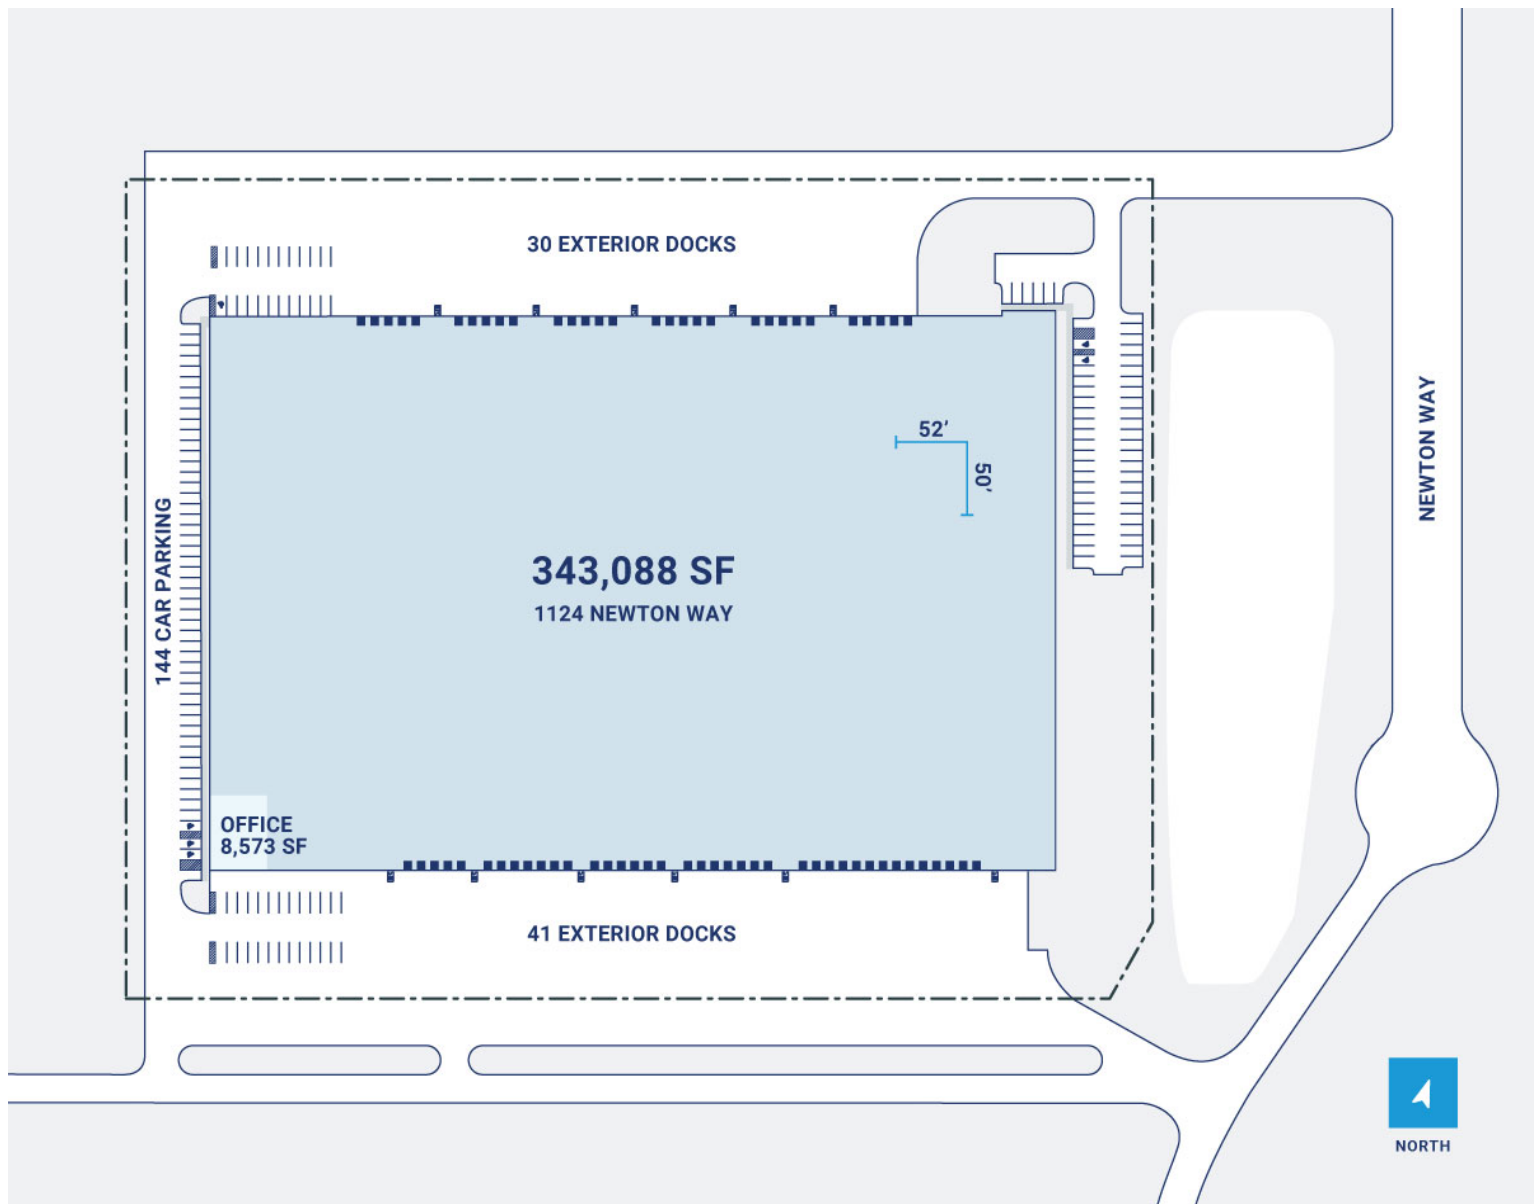 30 EXTERIOR DOCKS
52’
50’
NEWTON WAY
144 CAR PARKING
343,088 SF
1124 NEWTON WAY
OFFICE
8,573 SF
41 EXTERIOR DOCKS
NORTH